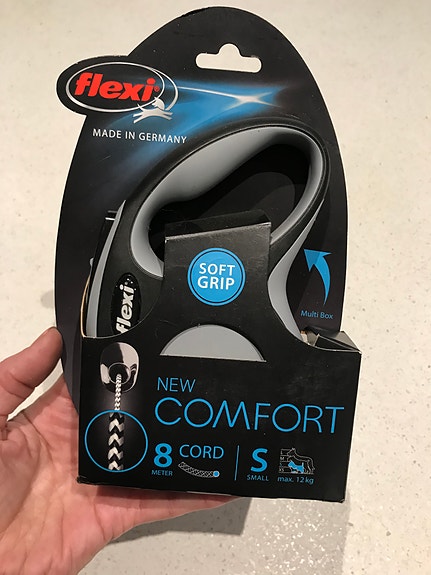 flexi
MADE IN GERMANY
SOFT
GRIP
Multi Box
flexi
NEW
COMFORT
8 CORD S
METER SMALL max. 12 kg